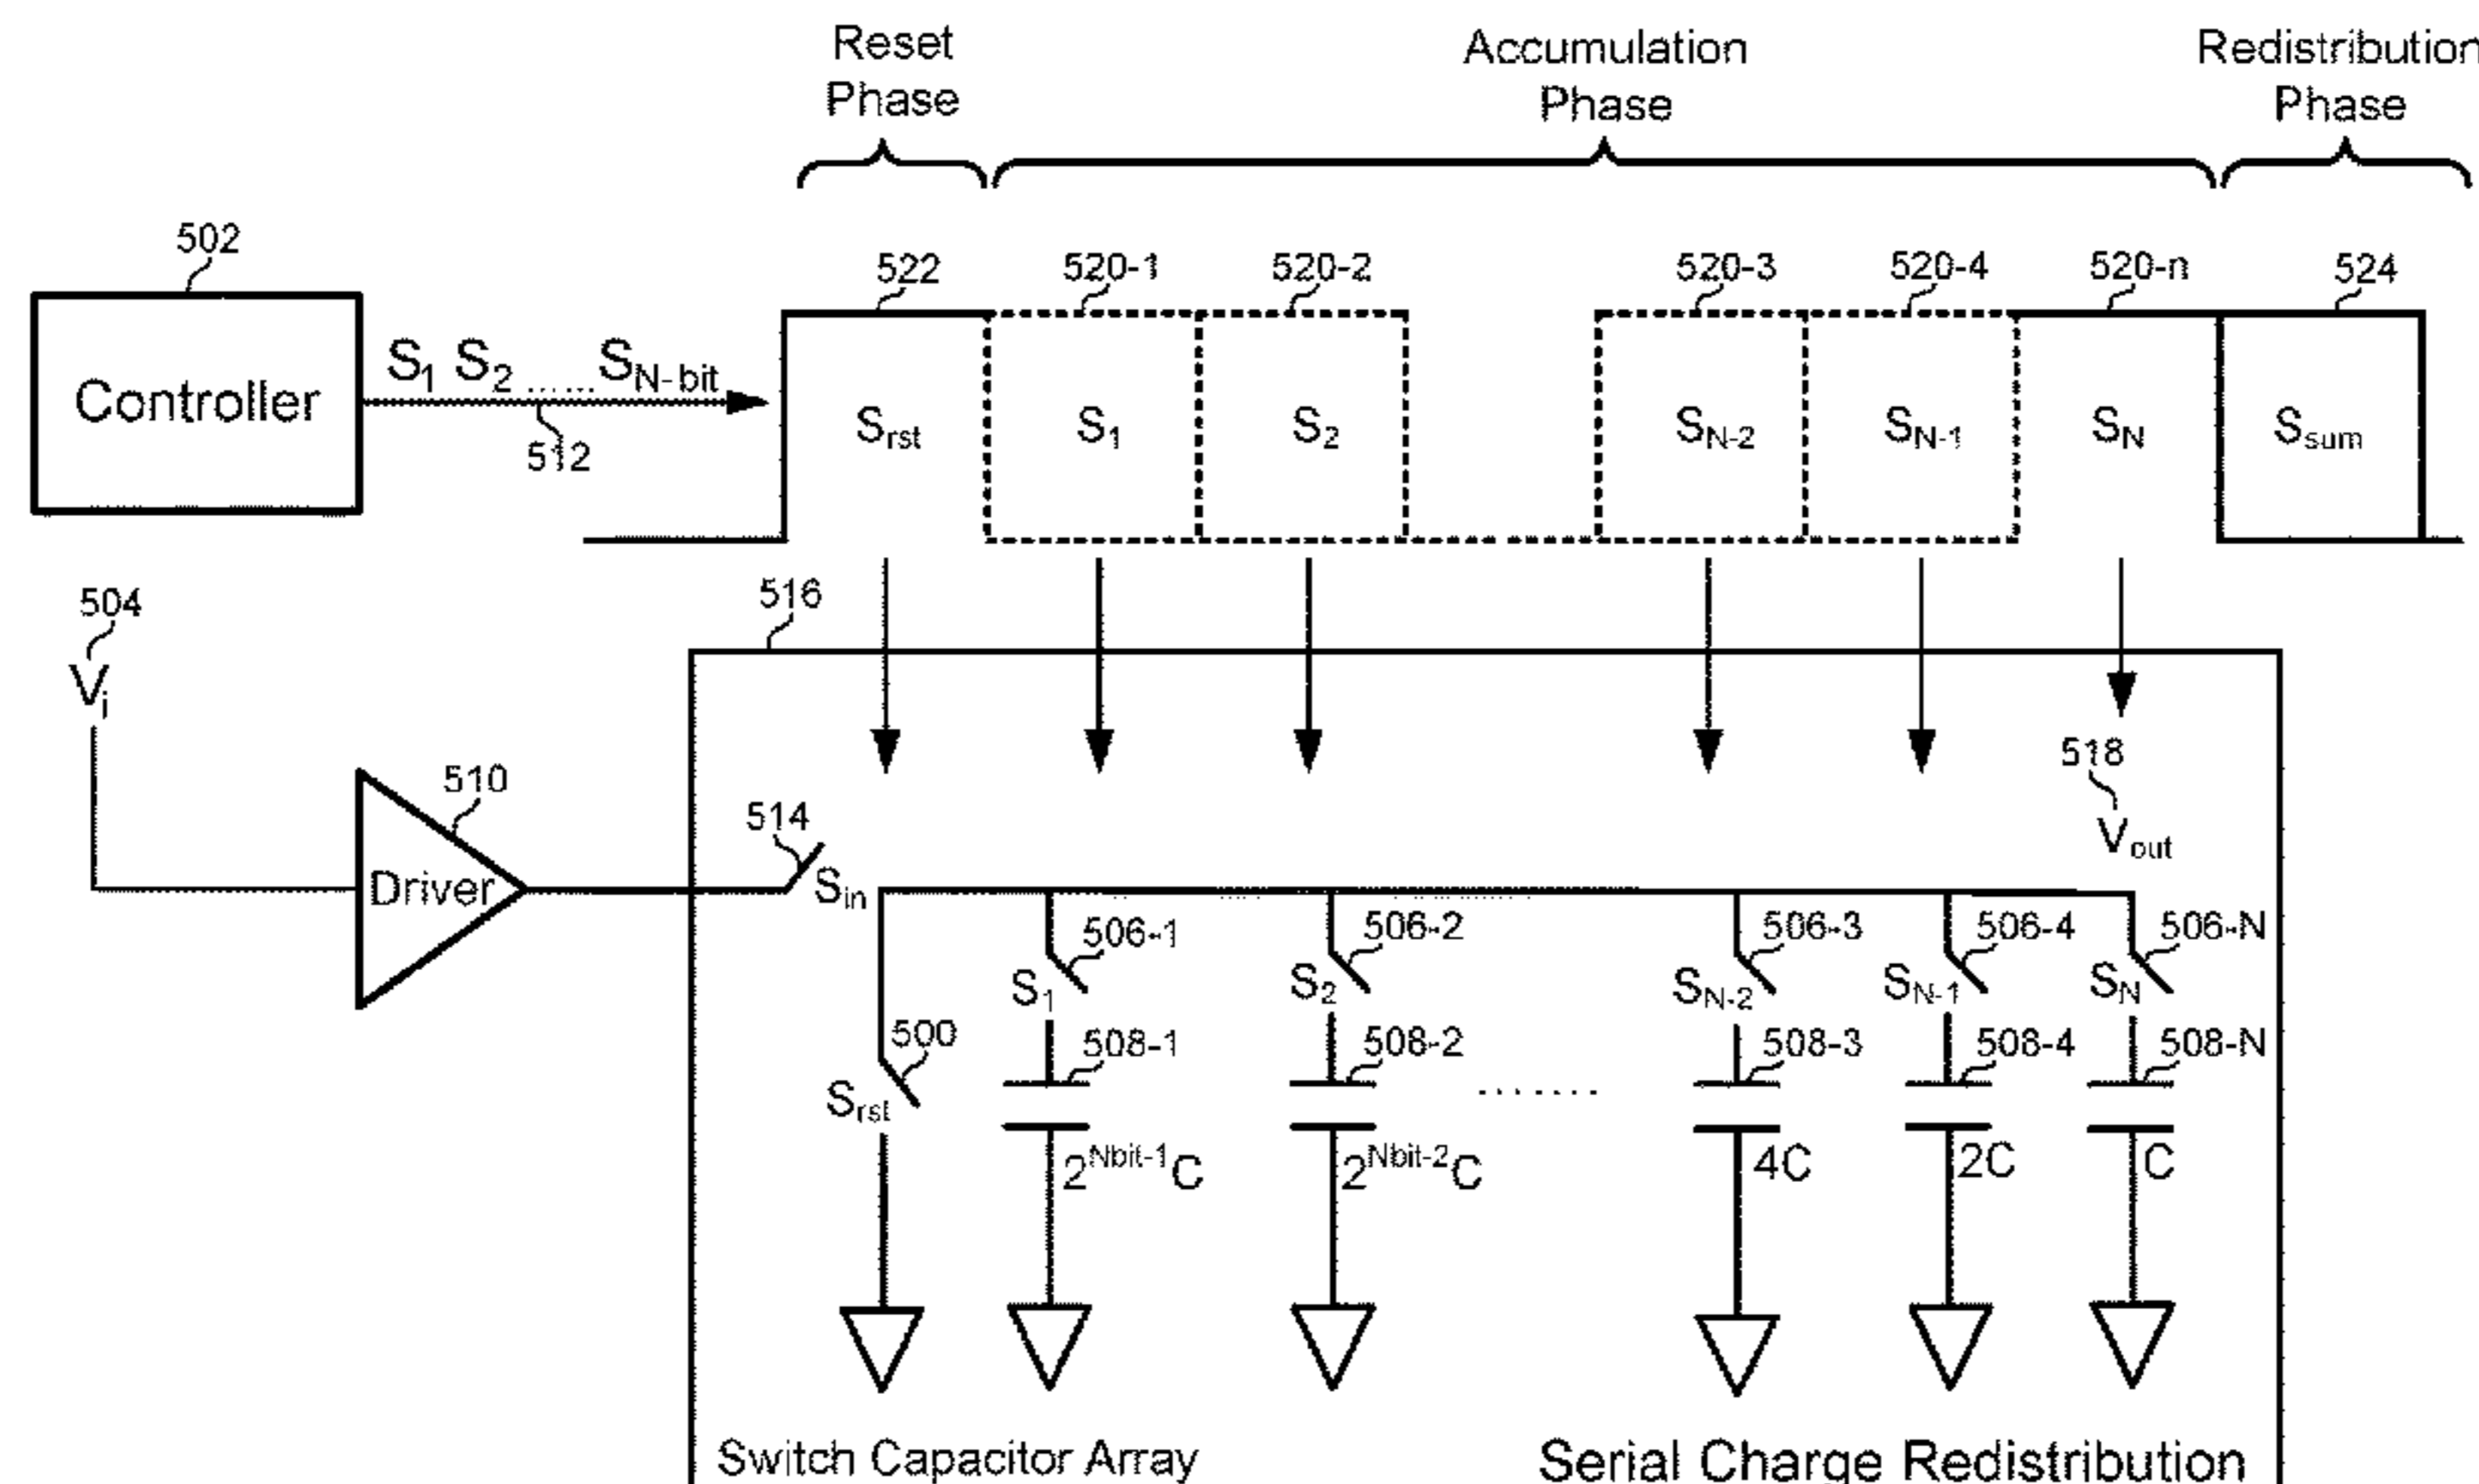 Reset
Phase
Accumulation
Phase
Redistribution
Phase
502
522
520-1
520-2
520-3
520-4
520-n
524
Controller
S1 S2 ...... SN-bit
512
Srst
S1
S2
SN-2
SN-1
SN
Ssum
504
Vi
516
510
Driver
514
Sin
518
Vout
506-1
506-2
506-3
506-4
506-N
S1
S2
SN-2
SN-1
SN
500
Srst
508-1
508-2
508-3
508-4
508-N
.......
2^Nbit-1C
2^Nbit-2C
4C
2C
C
Switch Capacitor Array
Serial Charge Redistribution